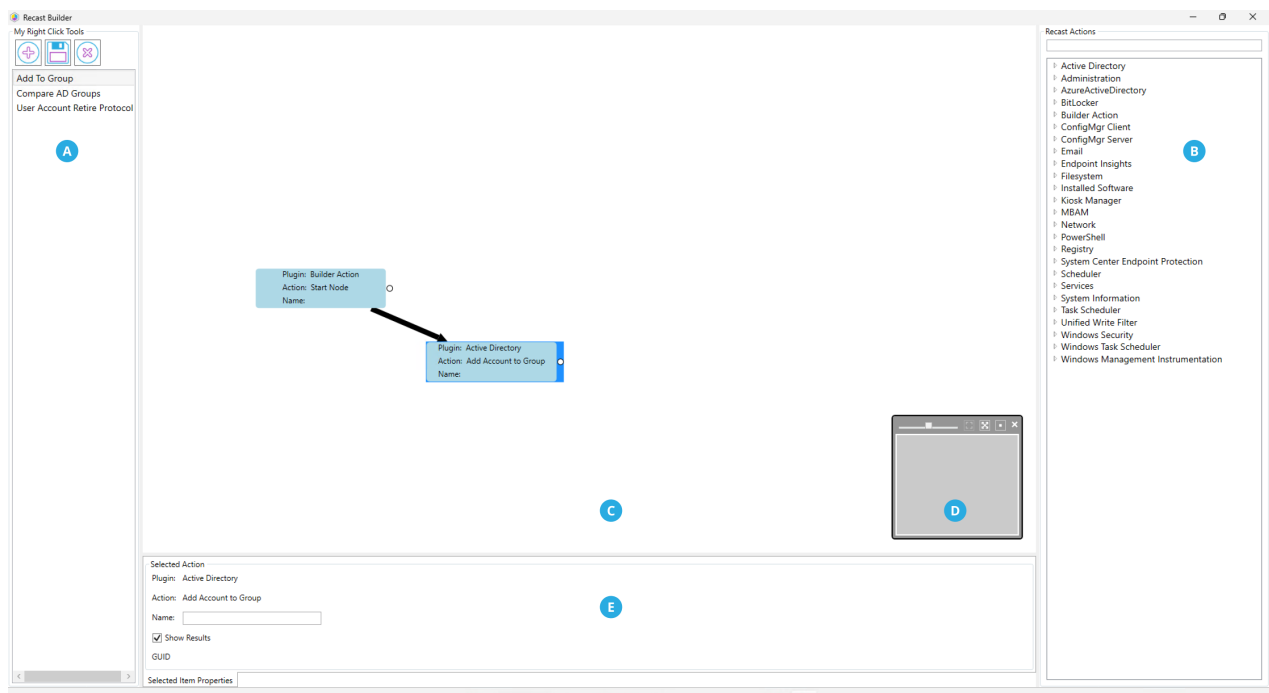 Recast Builder
My Right Click Tools
Add To Group
Compare AD Groups
User Account Retire Protocol
A
Plugin: Builder Action
Action: Start Node
Name:
Plugin: Active Directory
Action: Add Account to Group
Name:
C
D
Selected Action
Plugin: Active Directory
Action: Add Account to Group
Name:
Show Results
GUID
E
Selected Item Properties
Recast Actions
Active Directory
Administration
AzureActiveDirectory
BitLocker
Builder Action
ConfigMgr Client
ConfigMgr Server
Email
Endpoint Insights
Filesystem
Installed Software
Kiosk Manager
MBAM
Network
PowerShell
Registry
System Center Endpoint Protection
Scheduler
Services
System Information
Task Scheduler
Unified Write Filter
Windows Security
Windows Task Scheduler
Windows Management Instrumentation
B